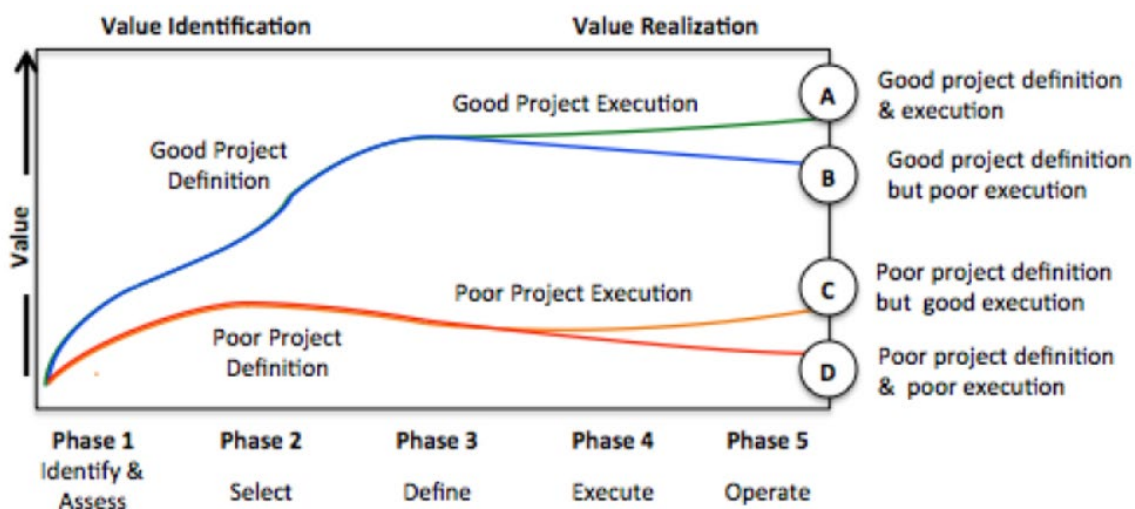 Value Identification
Value Realization
Value
Good Project Execution
Good Project
Definition
Poor Project Execution
Poor Project
Definition
A
Good project definition
& execution
B
Good project definition
but poor execution
C
Poor project definition
but good execution
D
Poor project definition
& poor execution
Phase 1
Identify &
Assess
Phase 2
Select
Phase 3
Define
Phase 4
Execute
Phase 5
Operate